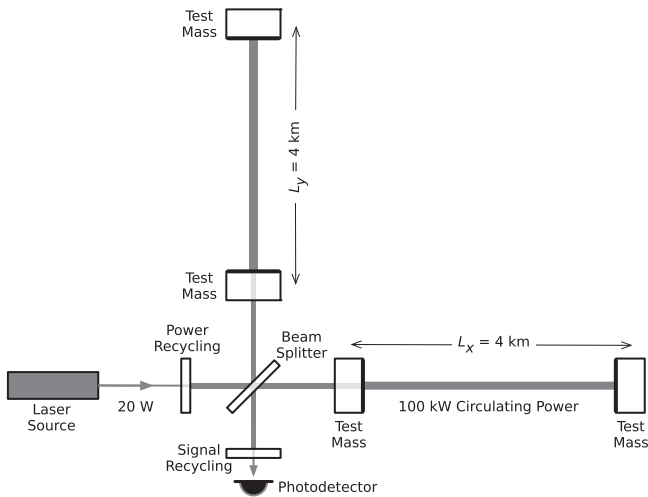 Test
Mass
L_y = 4 km
Test
Mass
Power
Recycling
Beam
Splitter
L_x = 4 km
20 W
Laser
Source
100 kW Circulating Power
Test
Mass
Test
Mass
Signal
Recycling
Photodetector